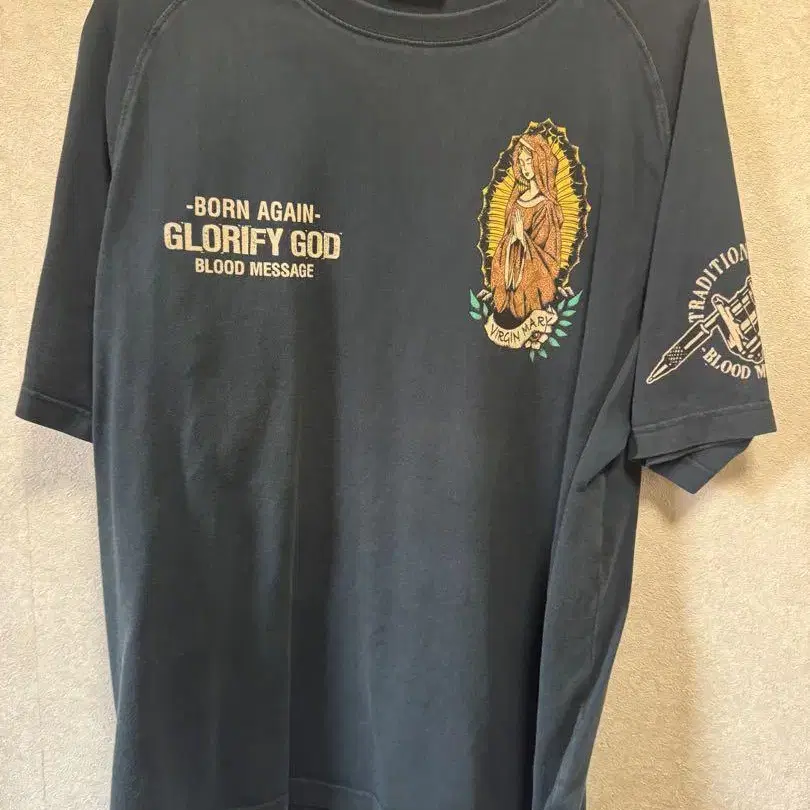 -BORN AGAIN-
GLORIFY GOD
BLOOD MESSAGE
VIRGIN MARY
TRADITION
-BLOOD M